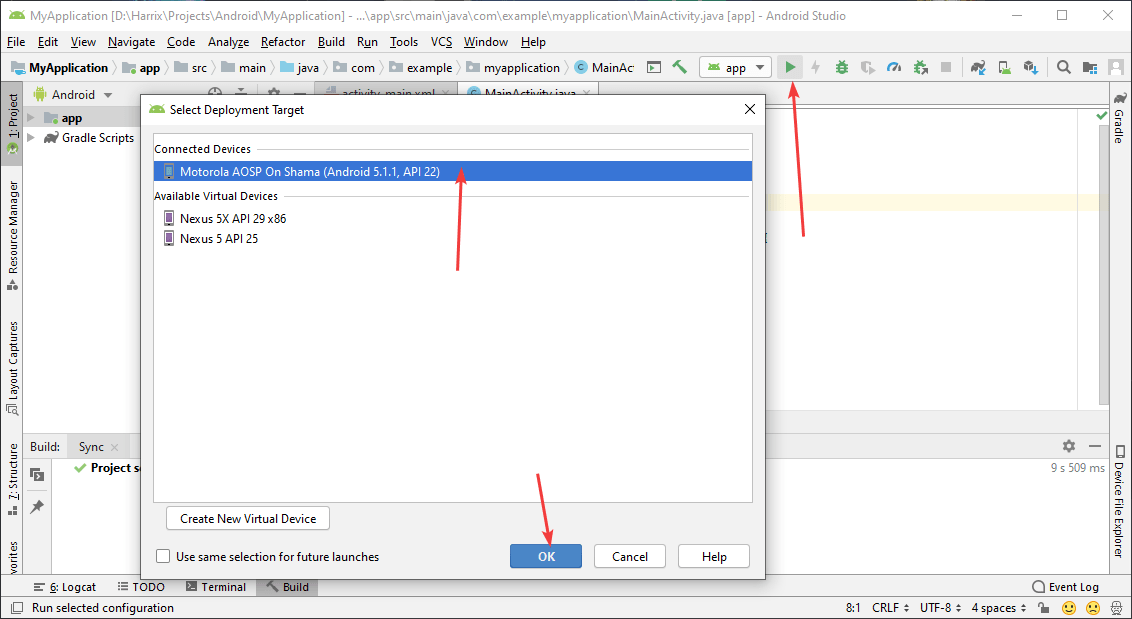 MyApplication [D:\Harrix\Projects\Android\MyApplication] - ...\app\src\main\java\com\example\myapplication\MainActivity.java [app] - Android Studio
File Edit View Navigate Code Analyze Refactor Build Run Tools VCS Window Help
MyApplication app src main java com example myapplication MainAc app
Android activity_main.xml MainActivity.java
app
Gradle Scripts
1: Project
Resource Manager
Layout Captures
7: Structure
Gradle
Device File Explorer
Select Deployment Target
Connected Devices
Motorola AOSP On Shama (Android 5.1.1, API 22)
Available Virtual Devices
Nexus 5X API 29 x86
Nexus 5 API 25
Create New Virtual Device
Use same selection for future launches
OK Cancel Help
Build: Sync
Project s
9 s 509 ms
6: Logcat TODO Terminal Build Event Log
Run selected configuration 8:1 CRLF UTF-8 4 spaces